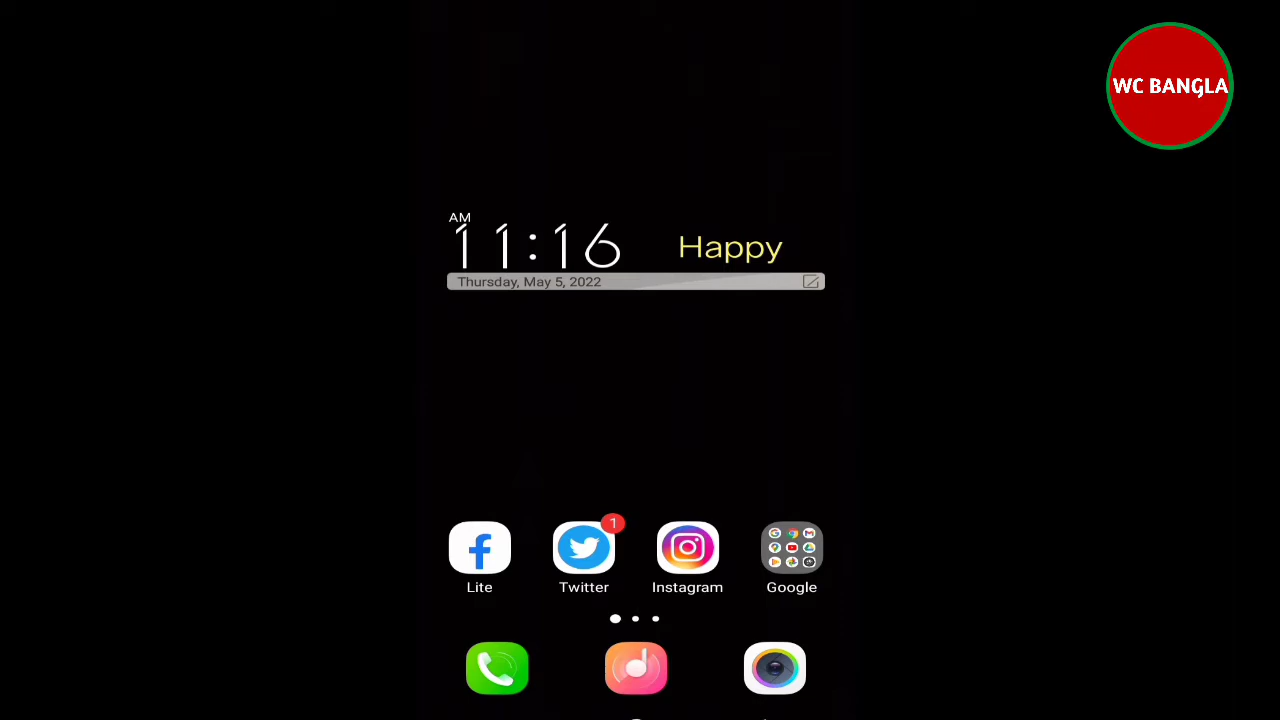 WC BANGLA
AM
11:16
Happy
Thursday, May 5, 2022
1
Lite
Twitter
Instagram
Google